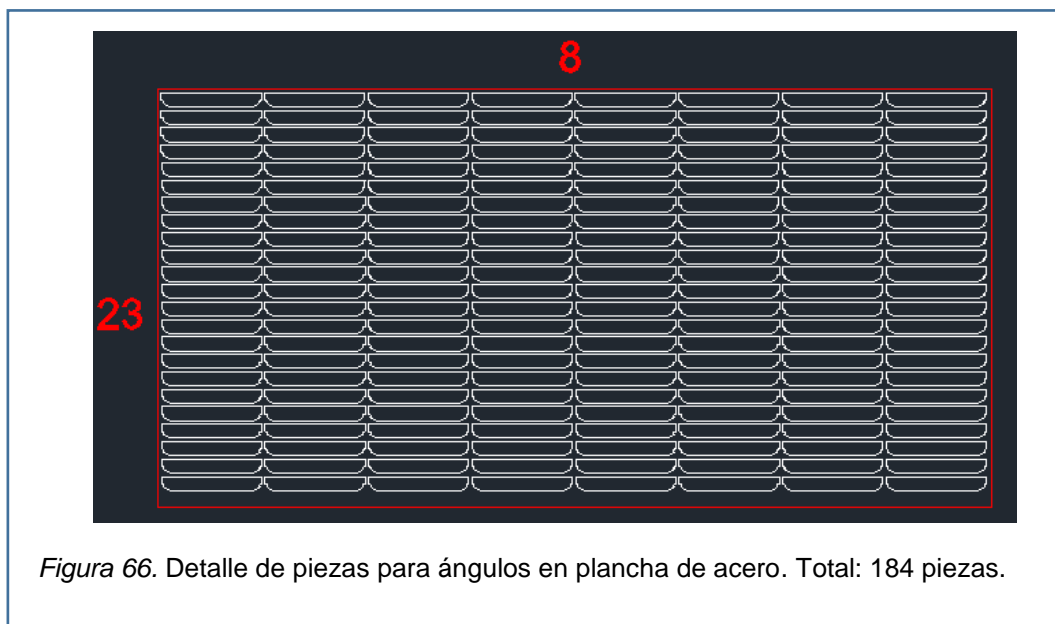 8
23
Figura 66. Detalle de piezas para ángulos en plancha de acero. Total: 184 piezas.